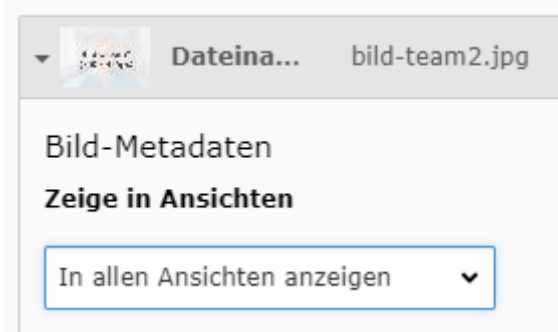 Dateina... bild-team2.jpg
Bild-Metadaten
Zeige in Ansichten
In allen Ansichten anzeigen